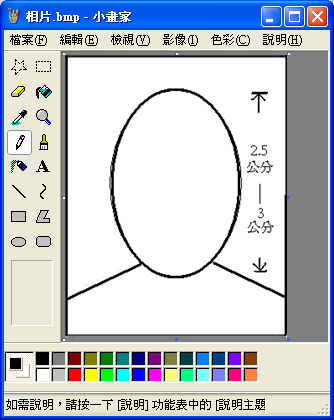 相片.bmp - 小畫家
檔案(F) 編輯(E) 檢視(V) 影像(I) 色彩(C) 說明(H)
A
2.5
公分
3
公分
如需說明，請按一下 [說明] 功能表中的 [說明主題